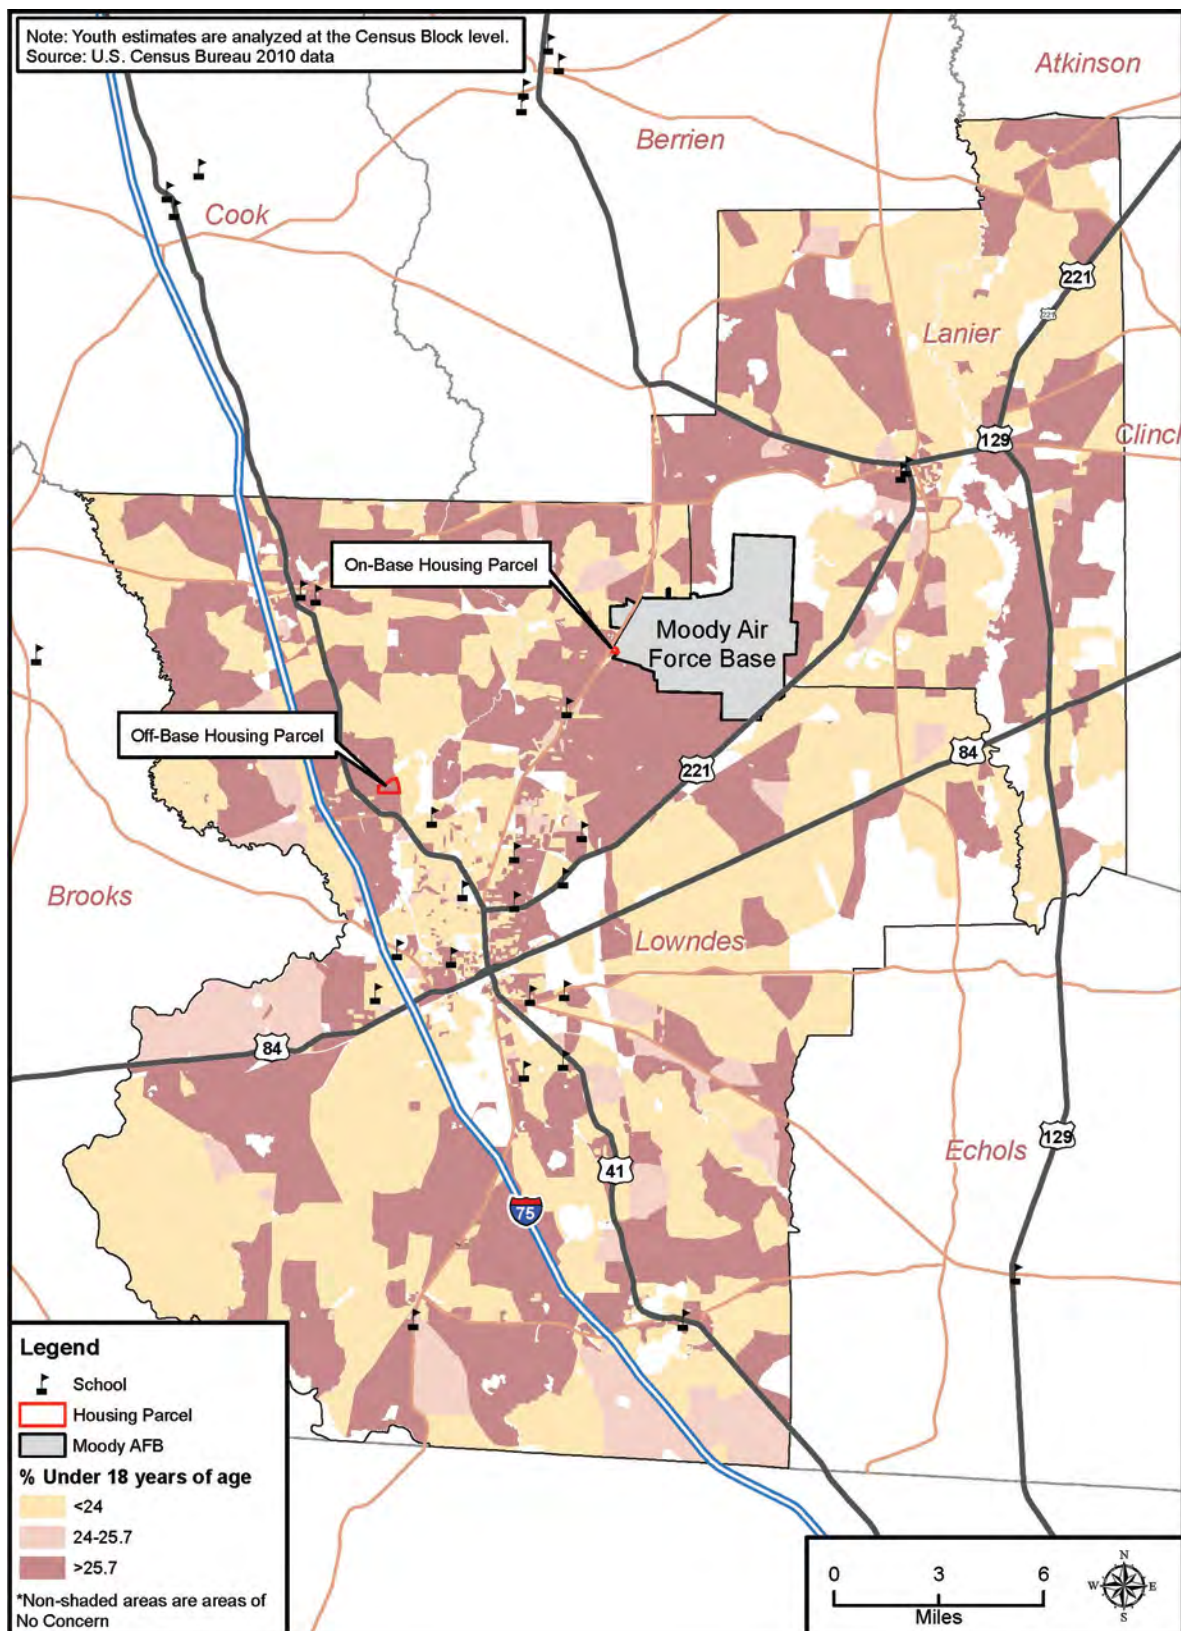 Note: Youth estimates are analyzed at the Census Block level.
Source: U.S. Census Bureau 2010 data
Atkinson
Berrien
Cook
221
Lanier
221
129
Clinch
On-Base Housing Parcel
Moody Air
Force Base
Off-Base Housing Parcel
84
221
Brooks
Lowndes
84
129
Echols
41
75
Legend
School
Housing Parcel
Moody AFB
% Under 18 years of age
<24
24-25.7
>25.7
*Non-shaded areas are areas of
No Concern
0 3 6
Miles
N
W E
S